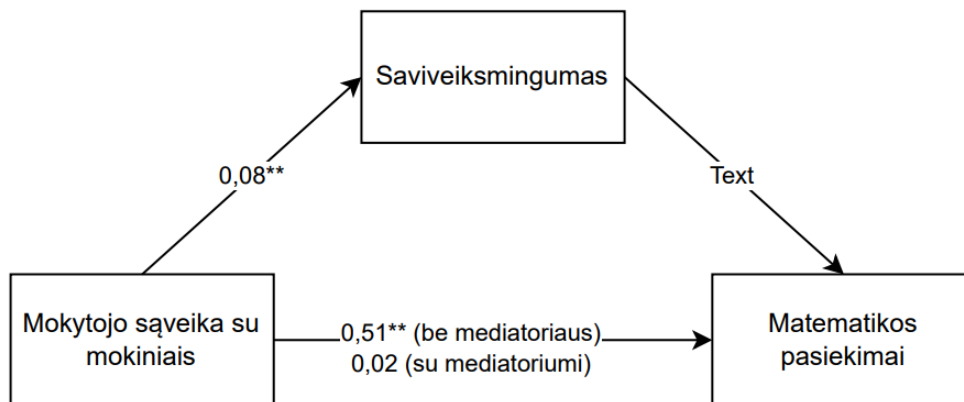 Saviveiksmingumas
0,08**
Text
Mokytojo sąveika su
mokiniais
0,51** (be mediatoriaus)
0,02 (su mediatoriumi)
Matematikos
pasiekimai